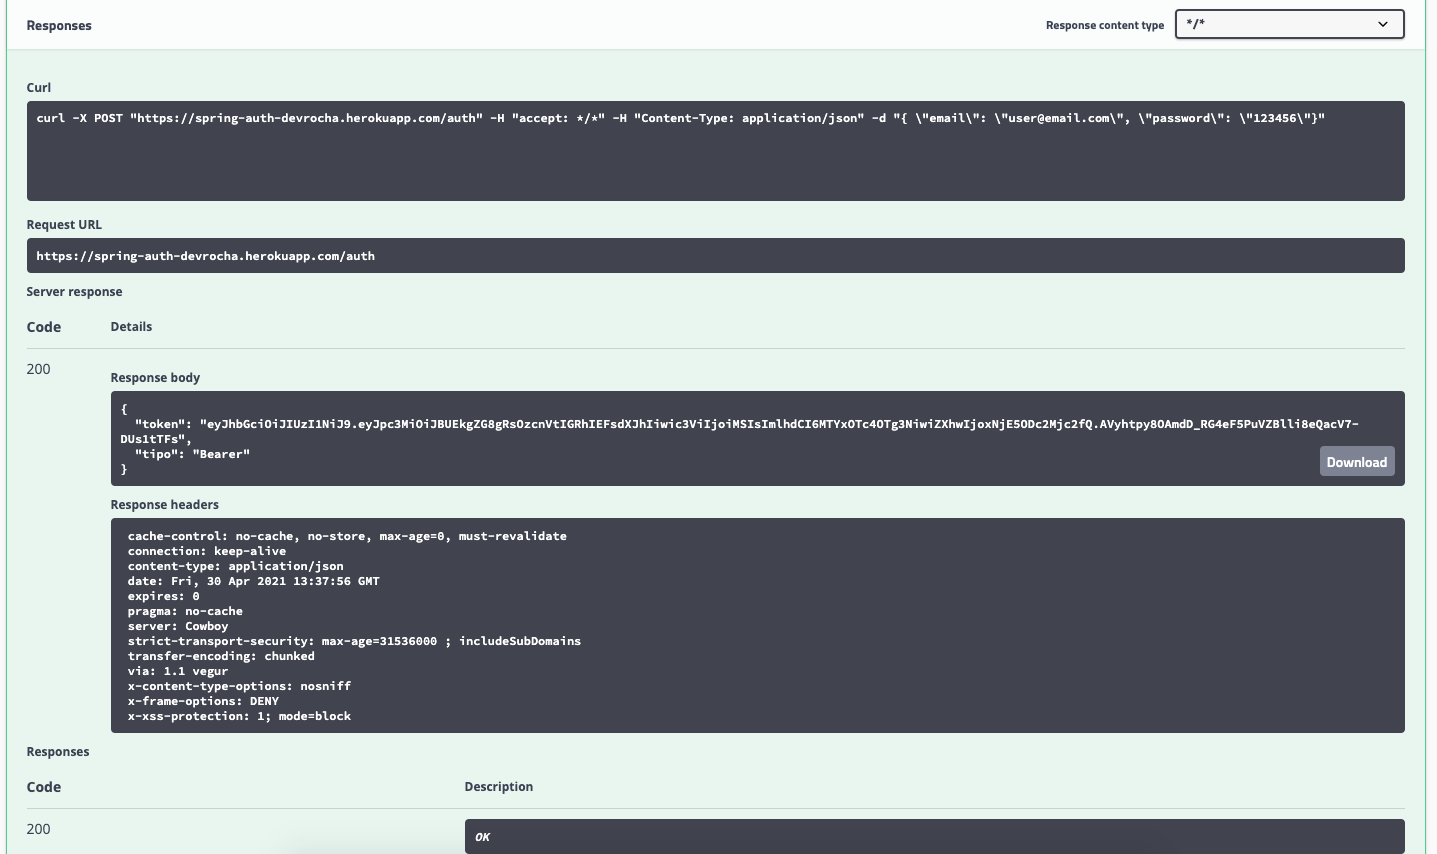 Responses
Response content type
*/*
Curl
curl -X POST "https://spring-auth-devrocha.herokuapp.com/auth" -H "accept: */*" -H "Content-Type: application/json" -d "{ \"email\": \"user@email.com\", \"password\": \"123456\"}"
Request URL
https://spring-auth-devrocha.herokuapp.com/auth
Server response
Code Details
200
Response body
{
"token": "eyJhbGciOiJIUzI1NiJ9.eyJpc3MiOiJBUEkgZG8gRsOzcnVtIGRhIEFsdXJhIiwic3ViIjoiMSIsImlhdCI6MTYxOTc4OTg3NiwiZXhwIjoxNjE5ODc2Mjc2fQ.AVyhtpy8OAmdD_RG4eF5PuVZBlli8eQacV7-
DUs1tTFs",
"tipo": "Bearer"
}
Download
Response headers
cache-control: no-cache, no-store, max-age=0, must-revalidate
connection: keep-alive
content-type: application/json
date: Fri, 30 Apr 2021 13:37:56 GMT
expires: 0
pragma: no-cache
server: Cowboy
strict-transport-security: max-age=31536000 ; includeSubDomains
transfer-encoding: chunked
via: 1.1 vegur
x-content-type-options: nosniff
x-frame-options: DENY
x-xss-protection: 1; mode=block
Responses
Code Description
200
OK